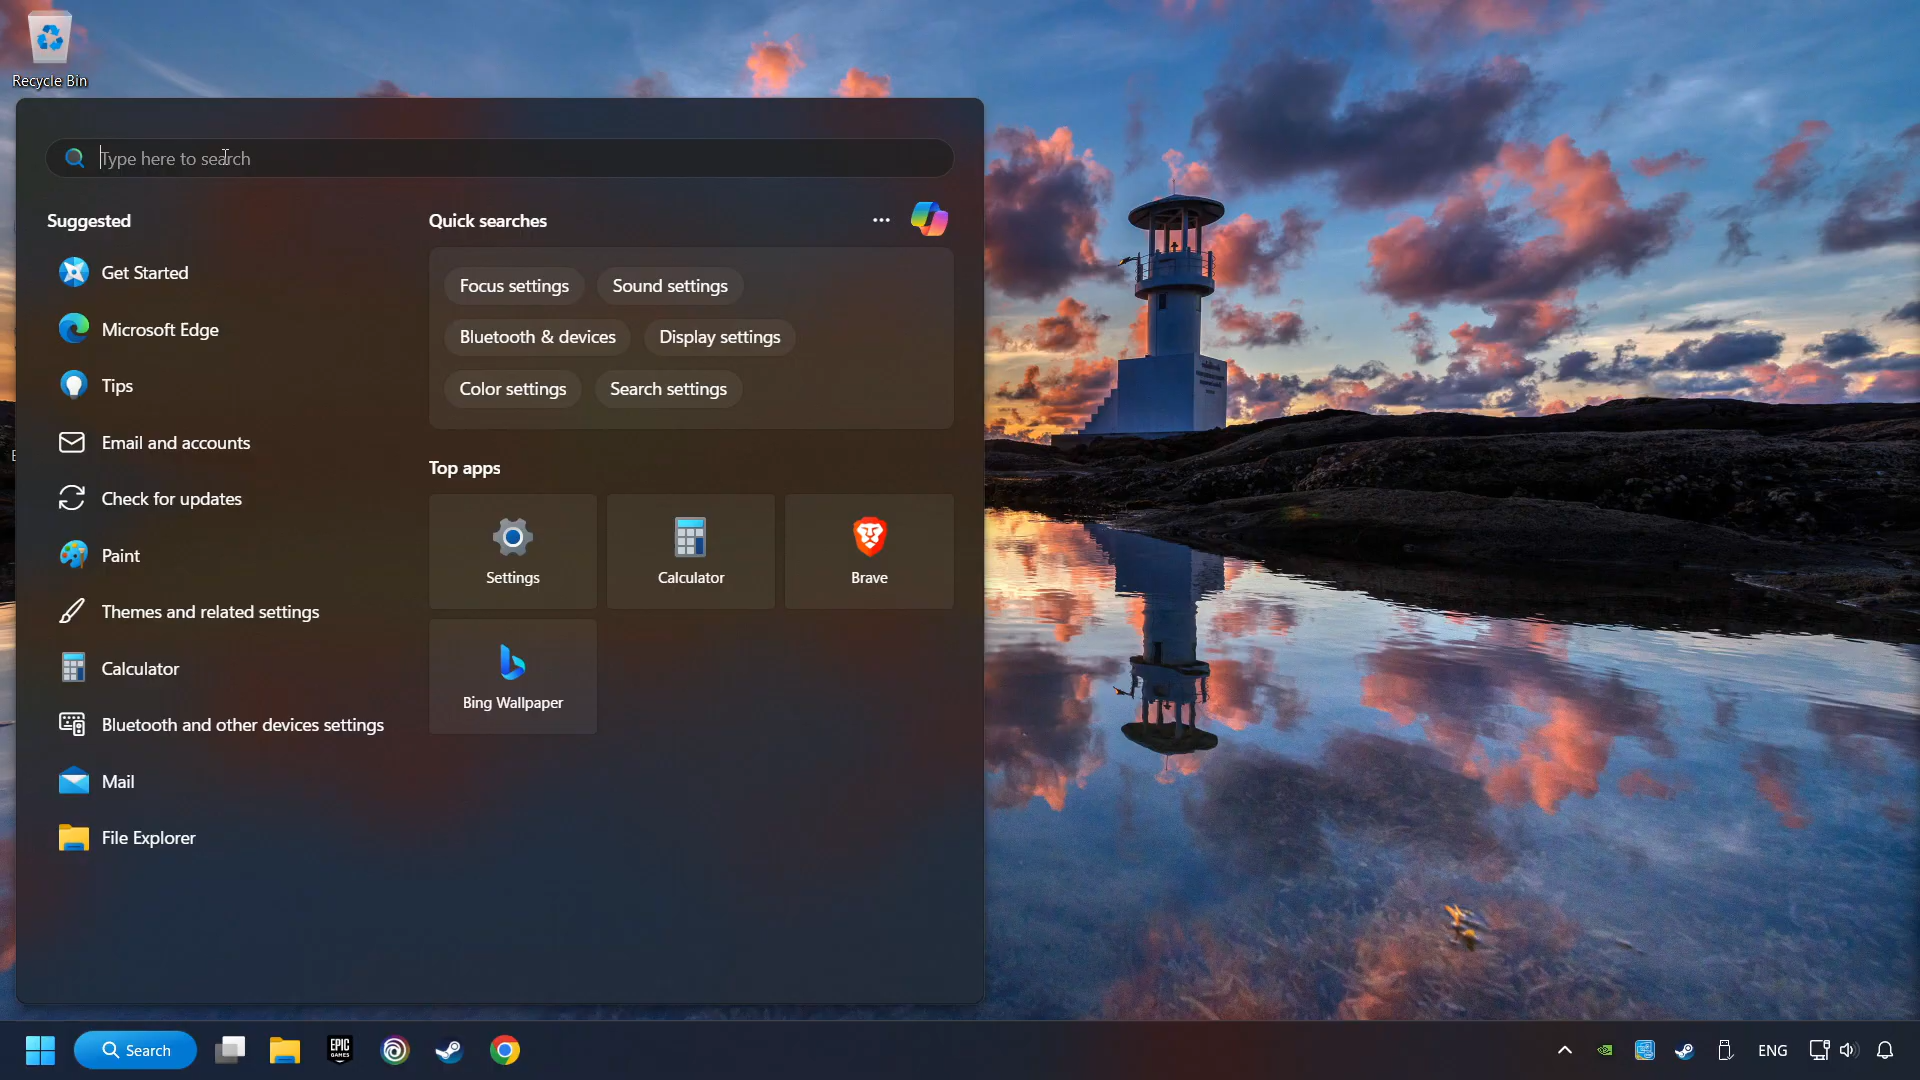 Recycle Bin
Type here to search
Suggested
Get Started
Microsoft Edge
Tips
Email and accounts
Check for updates
Paint
Themes and related settings
Calculator
Bluetooth and other devices settings
Mail
File Explorer
Quick searches
Focus settings
Sound settings
Bluetooth & devices
Display settings
Color settings
Search settings
Top apps
Settings
Calculator
Brave
Bing Wallpaper
Search
EPIC
GAMES
ENG